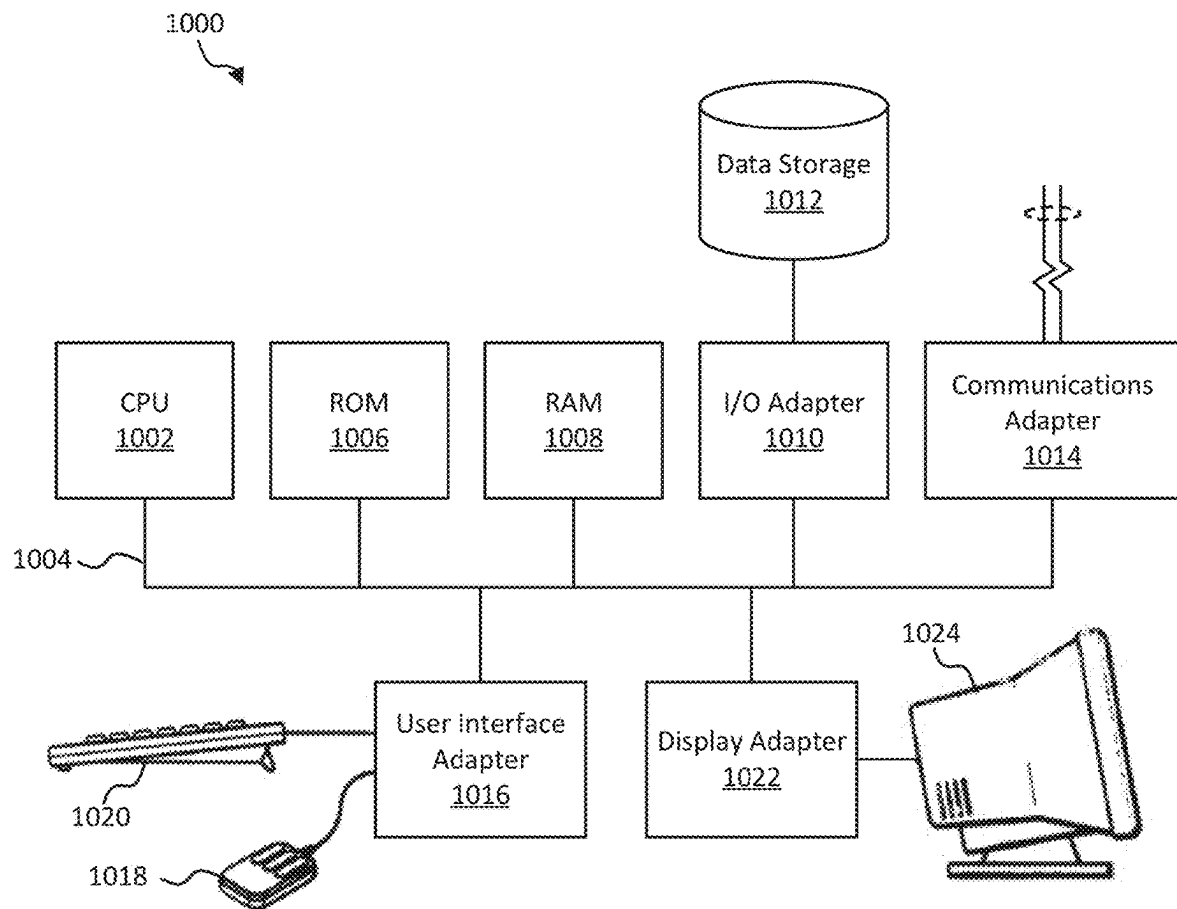 1000
Data Storage
1012
CPU
1002
ROM
1006
RAM
1008
I/O Adapter
1010
Communications
Adapter
1014
1004
1024
User Interface
Adapter
1016
Display Adapter
1022
1020
1018